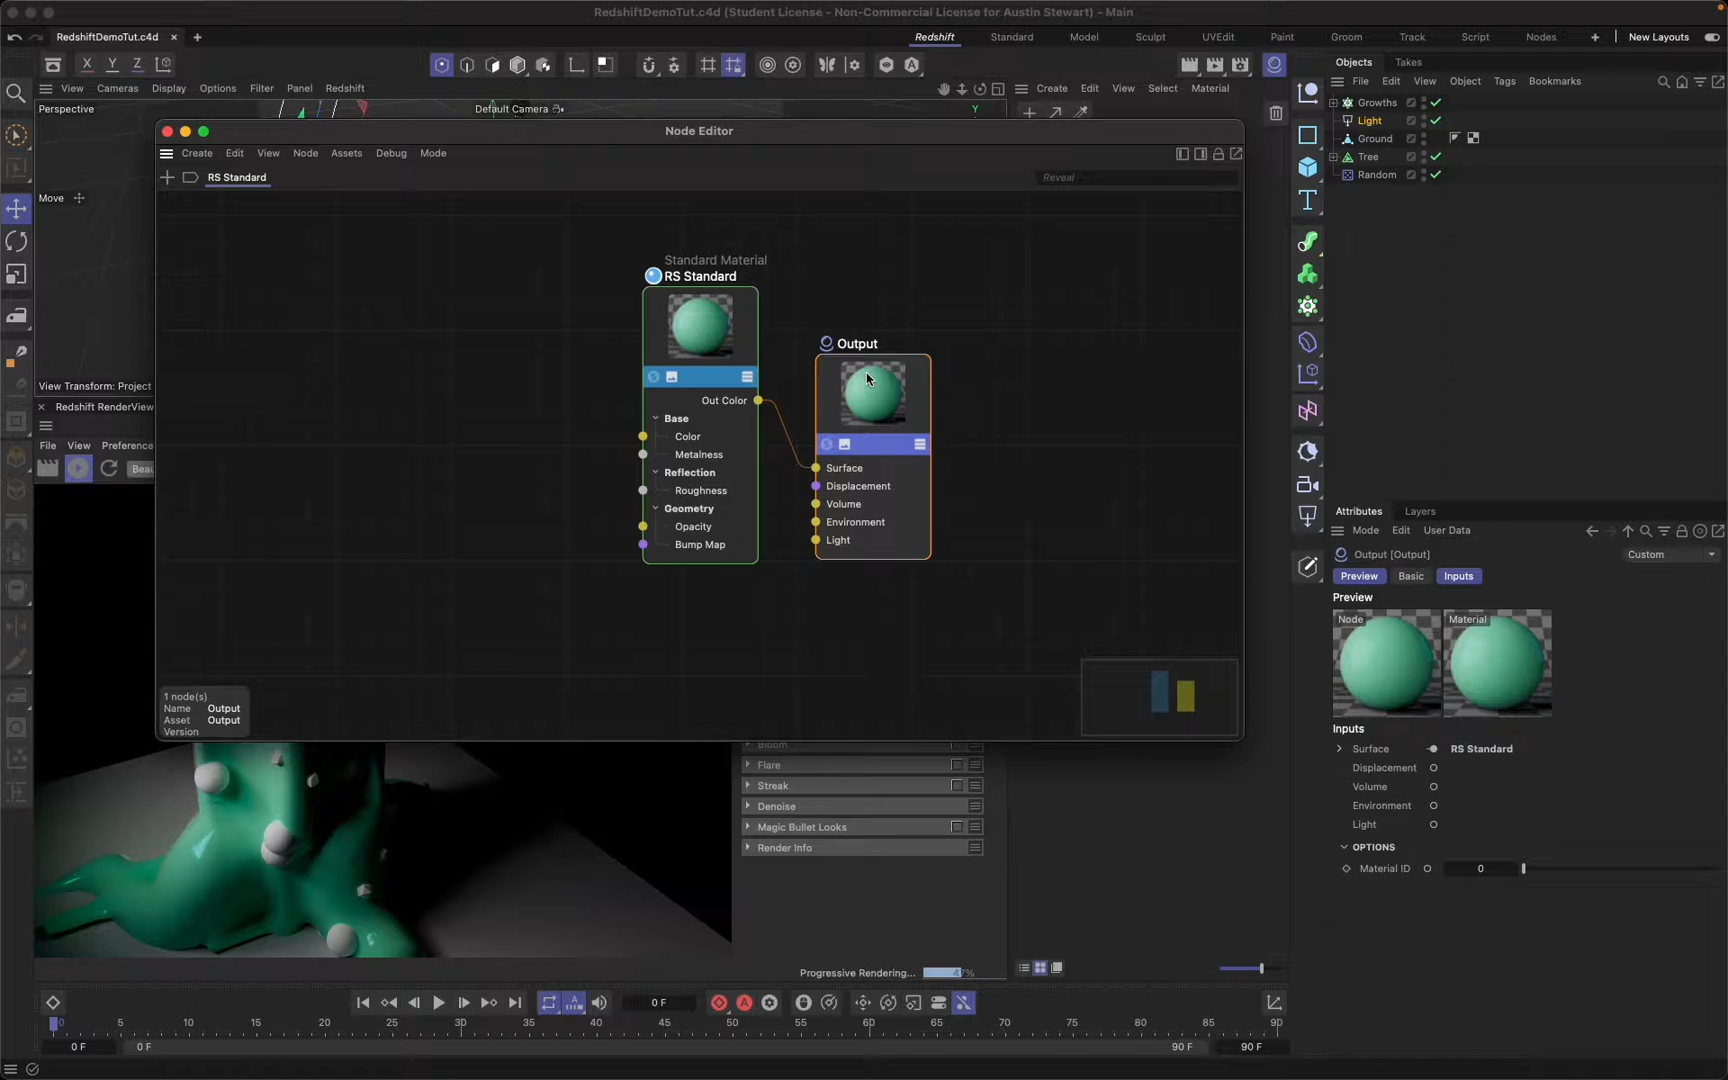 RedshiftDemoTut.c4d (Student License - Non-Commercial License for Austin Stewart) - Main
RedshiftDemoTut.c4d
Redshift
Standard
Model
Sculpt
UVEdit
Paint
Groom
Track
Script
Nodes
New Layouts
X Y Z
View Cameras Display Options Filter Panel Redshift
Create Edit View Select Material
Perspective
Default Camera
Y
Node Editor
Create Edit View Node Assets Debug Mode
RS Standard
Reveal
Move
View Transform: Project
Redshift RenderView
File View Preference
Beau
Standard Material
RS Standard
Out Color
Base
Color
Metalness
Reflection
Roughness
Geometry
Opacity
Bump Map
Output
Surface
Displacement
Volume
Environment
Light
1 node(s)
Name Output
Asset Output
Version
Bloom
Flare
Streak
Denoise
Magic Bullet Looks
Render Info
Progressive Rendering...
47%
Objects Takes
File Edit View Object Tags Bookmarks
Growths
Light
Ground
Tree
Random
Attributes Layers
Mode Edit User Data
Output [Output]
Custom
Preview Basic Inputs
Preview
Node
Material
Inputs
Surface RS Standard
Displacement
Volume
Environment
Light
OPTIONS
Material ID 0
0 F
0 5 10 15 20 25 30 35 40 45 50 55 60 65 70 75 80 85 90
0 F 0 F 90 F 90 F